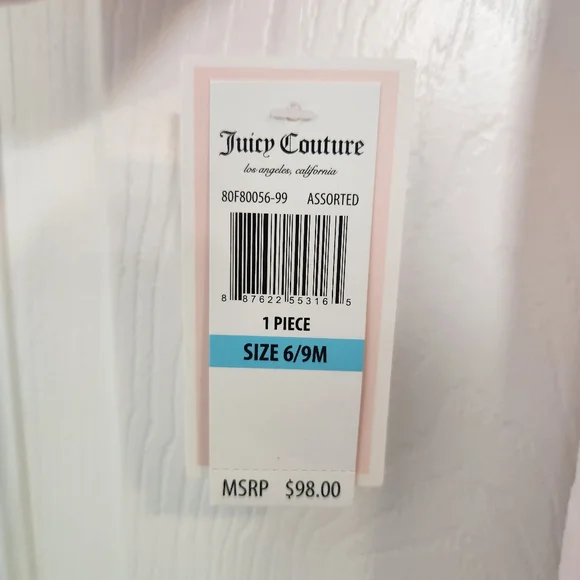 Juicy Couture
los angeles, california
80F80056-99 ASSORTED
8 87622 55316 5
1 PIECE
SIZE 6/9M
MSRP $98.00